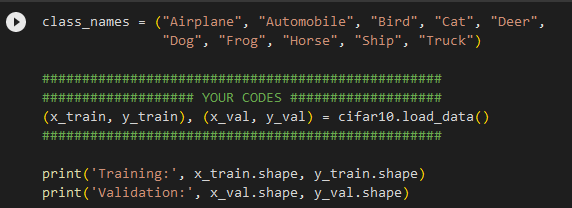 class_names = ("Airplane", "Automobile", "Bird", "Cat", "Deer",
"Dog", "Frog", "Horse", "Ship", "Truck")
##################################################
################### YOUR CODES ###################
(x_train, y_train), (x_val, y_val) = cifar10.load_data()
##################################################
print('Training:', x_train.shape, y_train.shape)
print('Validation:', x_val.shape, y_val.shape)